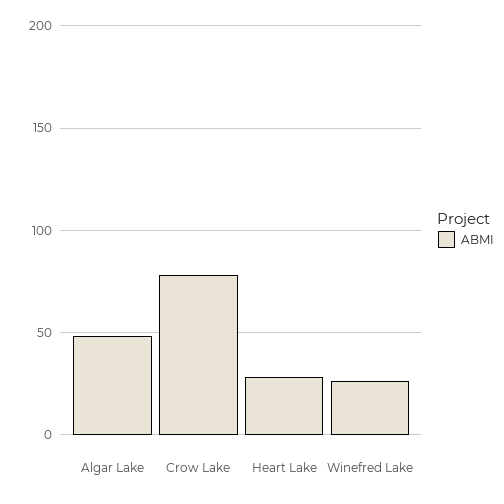 200
150
100
50
0
Algar Lake
Crow Lake
Heart Lake
Winefred Lake
Project
ABMI